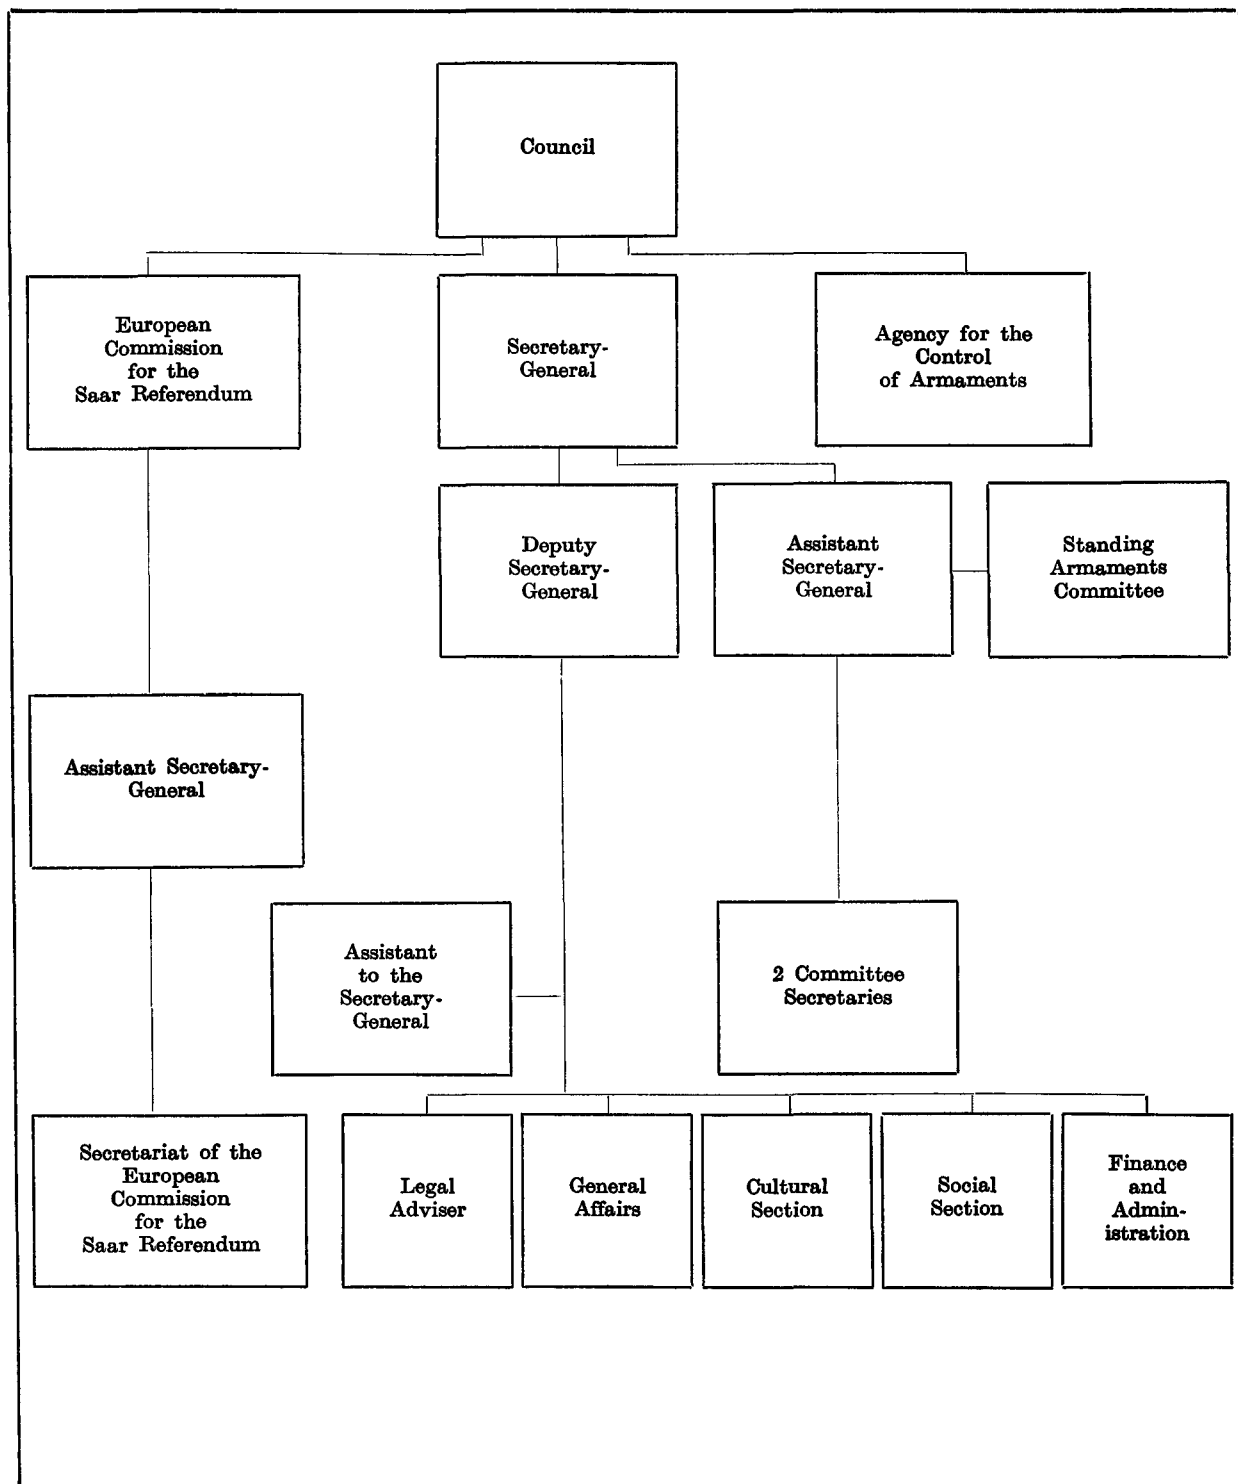 Council
European
Commission
for the
Saar Referendum
Secretary-
General
Agency for the
Control
of Armaments
Deputy
Secretary-
General
Assistant
Secretary-
General
Standing
Armaments
Committee
Assistant Secretary-
General
Assistant
to the
Secretary-
General
2 Committee
Secretaries
Secretariat of the
European
Commission
for the
Saar Referendum
Legal
Adviser
General
Affairs
Cultural
Section
Social
Section
Finance
and
Admin-
istration